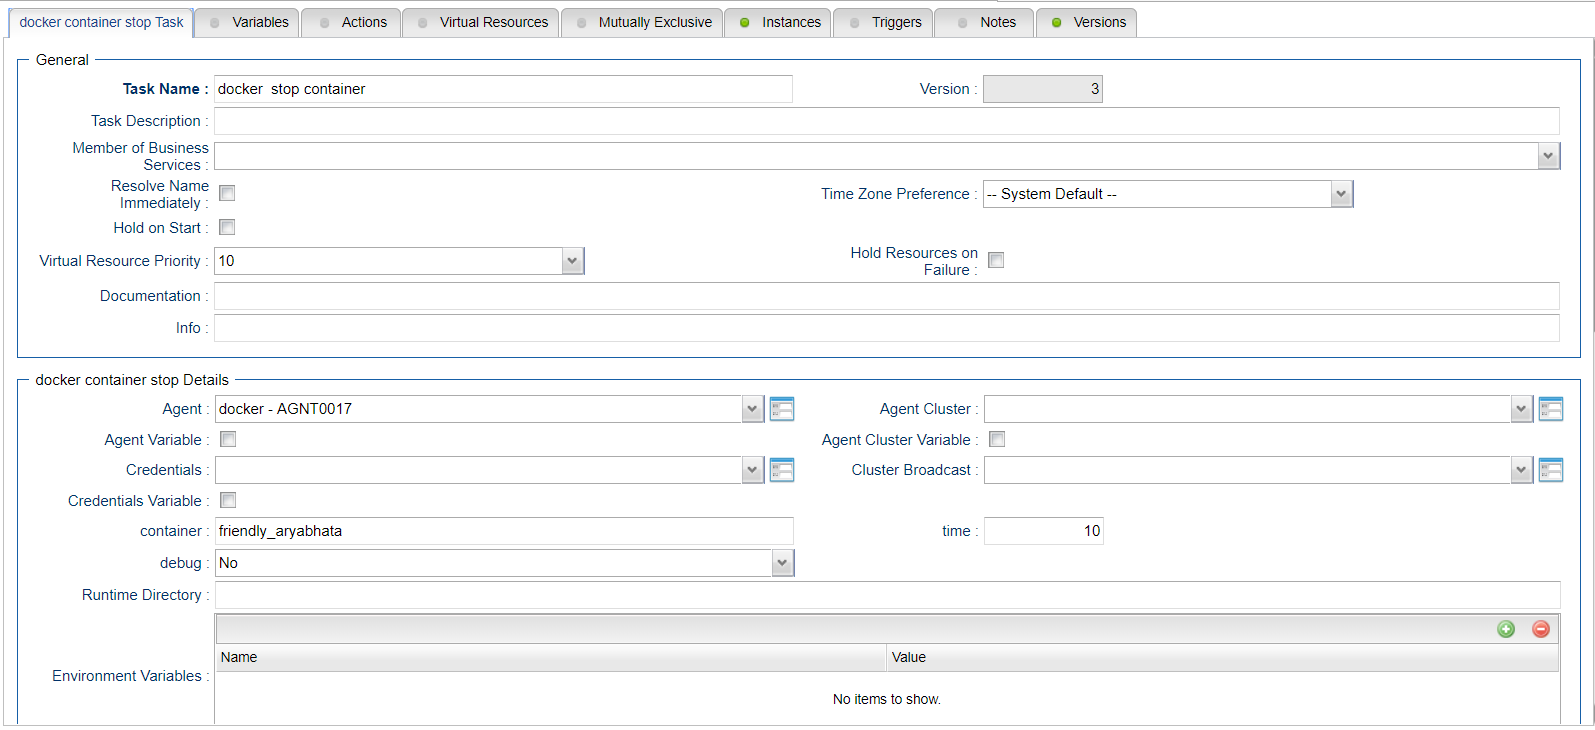 docker container stop Task Variables Actions Virtual Resources Mutually Exclusive Instances Triggers Notes Versions
General
Task Name : docker  stop container Version : 3
Task Description :
Member of Business
Services :
Resolve Name
Immediately :
Time Zone Preference : -- System Default --
Hold on Start :
Virtual Resource Priority : 10
Hold Resources on
Failure :
Documentation :
Info :
docker container stop Details
Agent : docker - AGNT0017 Agent Cluster :
Agent Variable : Agent Cluster Variable :
Credentials : Cluster Broadcast :
Credentials Variable :
container : friendly_aryabhata time : 10
debug : No
Runtime Directory :
Name Value
Environment Variables :
No items to show.